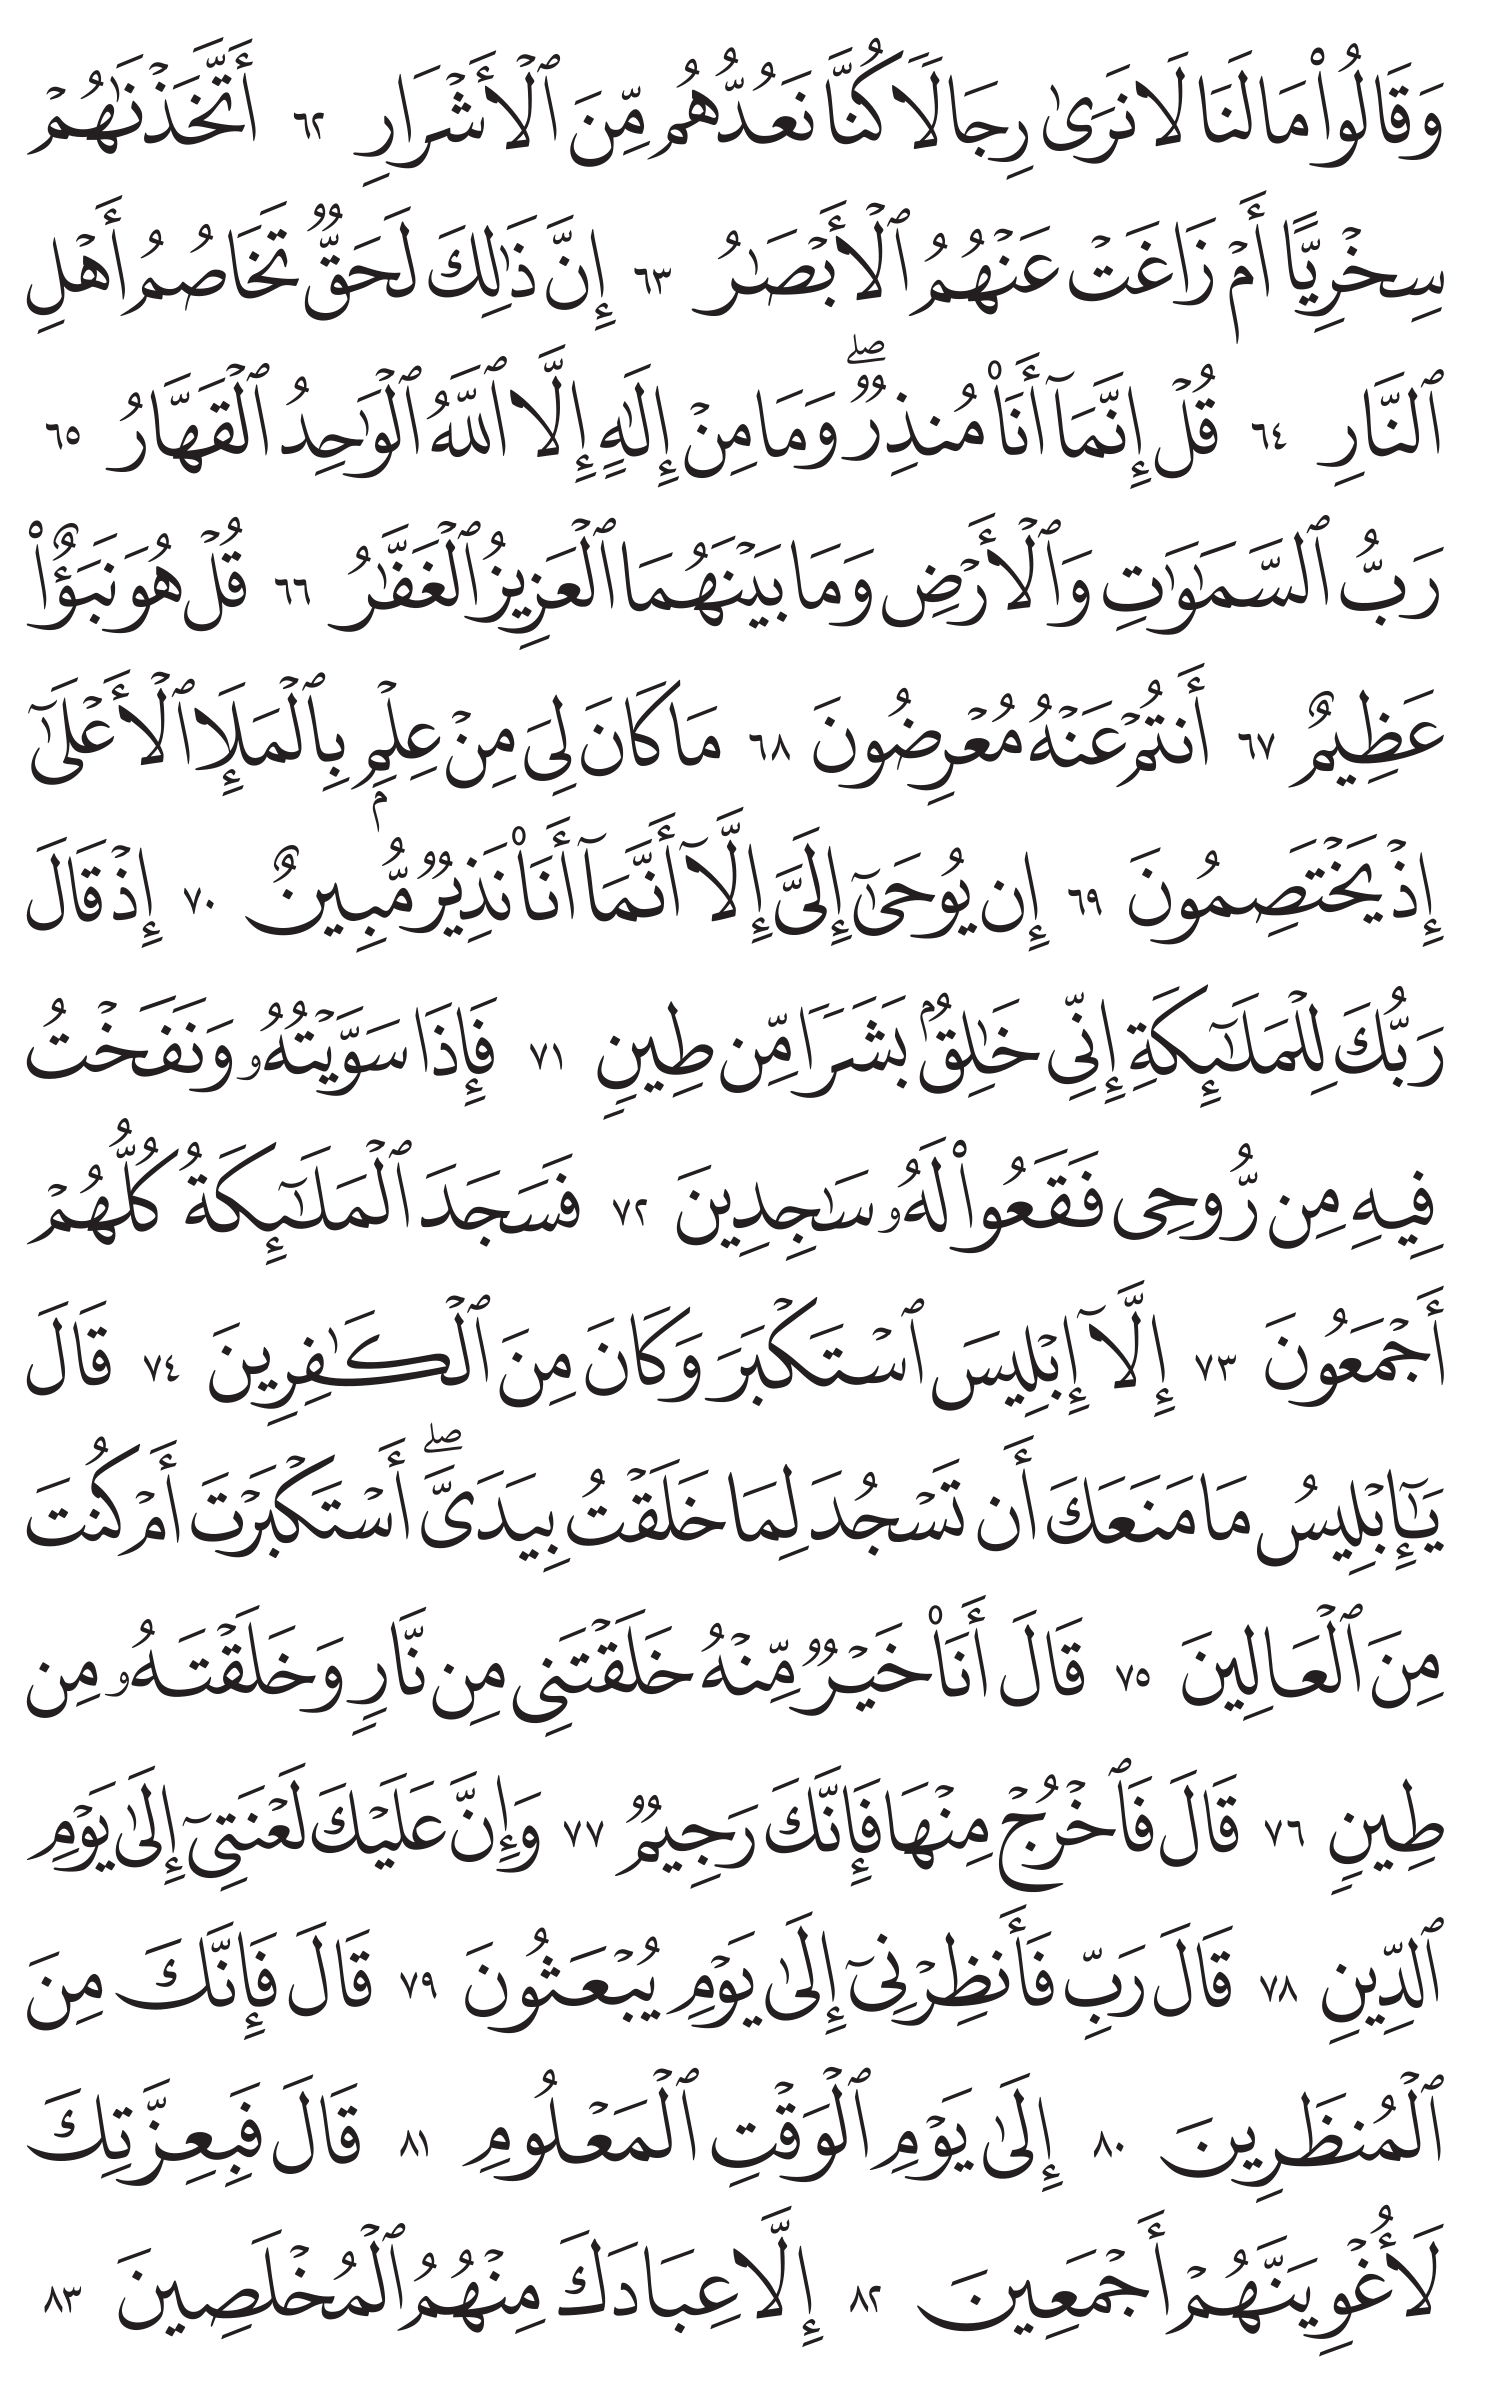 وَقَالُوا۟ مَا لَنَا لَا نَرَىٰ رِجَالًا كُنَّا نَعُدُّهُم مِّنَ ٱلْأَشْرَارِ ٦٢ أَتَّخَذْنَٰهُمْ
سِخْرِيًّا أَمْ زَاغَتْ عَنْهُمُ ٱلْأَبْصَٰرُ ٦٣ إِنَّ ذَٰلِكَ لَحَقٌّ تَخَاصُمُ أَهْلِ
ٱلنَّارِ ٦٤ قُلْ إِنَّمَآ أَنَا۠ مُنذِرٌ ۖ وَمَا مِنْ إِلَٰهٍ إِلَّا ٱللَّهُ ٱلْوَٰحِدُ ٱلْقَهَّارُ ٦٥
رَبُّ ٱلسَّمَٰوَٰتِ وَٱلْأَرْضِ وَمَا بَيْنَهُمَا ٱلْعَزِيزُ ٱلْغَفَّٰرُ ٦٦ قُلْ هُوَ نَبَؤٌا۟
عَظِيمٌ ٦٧ أَنتُمْ عَنْهُ مُعْرِضُونَ ٦٨ مَا كَانَ لِىَ مِنْ عِلْمٍۭ بِٱلْمَلَإِ ٱلْأَعْلَىٰٓ
إِذْ يَخْتَصِمُونَ ٦٩ إِن يُوحَىٰٓ إِلَىَّ إِلَّآ أَنَّمَآ أَنَا۠ نَذِيرٌ مُّبِينٌ ٧٠ إِذْ قَالَ
رَبُّكَ لِلْمَلَٰٓئِكَةِ إِنِّى خَٰلِقٌۢ بَشَرًا مِّن طِينٍ ٧١ فَإِذَا سَوَّيْتُهُۥ وَنَفَخْتُ
فِيهِ مِن رُّوحِى فَقَعُوا۟ لَهُۥ سَٰجِدِينَ ٧٢ فَسَجَدَ ٱلْمَلَٰٓئِكَةُ كُلُّهُمْ
أَجْمَعُونَ ٧٣ إِلَّآ إِبْلِيسَ ٱسْتَكْبَرَ وَكَانَ مِنَ ٱلْكَٰفِرِينَ ٧٤ قَالَ
يَٰٓإِبْلِيسُ مَا مَنَعَكَ أَن تَسْجُدَ لِمَا خَلَقْتُ بِيَدَىَّ ۖ أَسْتَكْبَرْتَ أَمْ كُنتَ
مِنَ ٱلْعَالِينَ ٧٥ قَالَ أَنَا۠ خَيْرٌ مِّنْهُ خَلَقْتَنِى مِن نَّارٍ وَخَلَقْتَهُۥ مِن
طِينٍ ٧٦ قَالَ فَٱخْرُجْ مِنْهَا فَإِنَّكَ رَجِيمٌ ٧٧ وَإِنَّ عَلَيْكَ لَعْنَتِىٓ إِلَىٰ يَوْمِ
ٱلدِّينِ ٧٨ قَالَ رَبِّ فَأَنظِرْنِىٓ إِلَىٰ يَوْمِ يُبْعَثُونَ ٧٩ قَالَ فَإِنَّكَ مِنَ
ٱلْمُنظَرِينَ ٨٠ إِلَىٰ يَوْمِ ٱلْوَقْتِ ٱلْمَعْلُومِ ٨١ قَالَ فَبِعِزَّتِكَ
لَأُغْوِيَنَّهُمْ أَجْمَعِينَ ٨٢ إِلَّا عِبَادَكَ مِنْهُمُ ٱلْمُخْلَصِينَ ٨٣